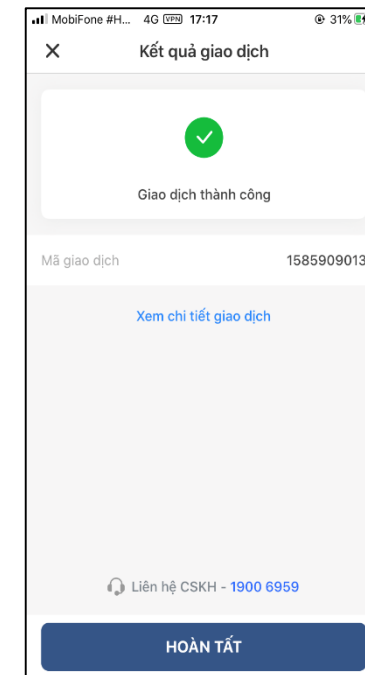 MobiFone #H... 4G VPN 17:17 31%
Kết quả giao dịch
Giao dịch thành công
Mã giao dịch 1585909013
Xem chi tiết giao dịch
Liên hệ CSKH - 1900 6959
HOÀN TẤT